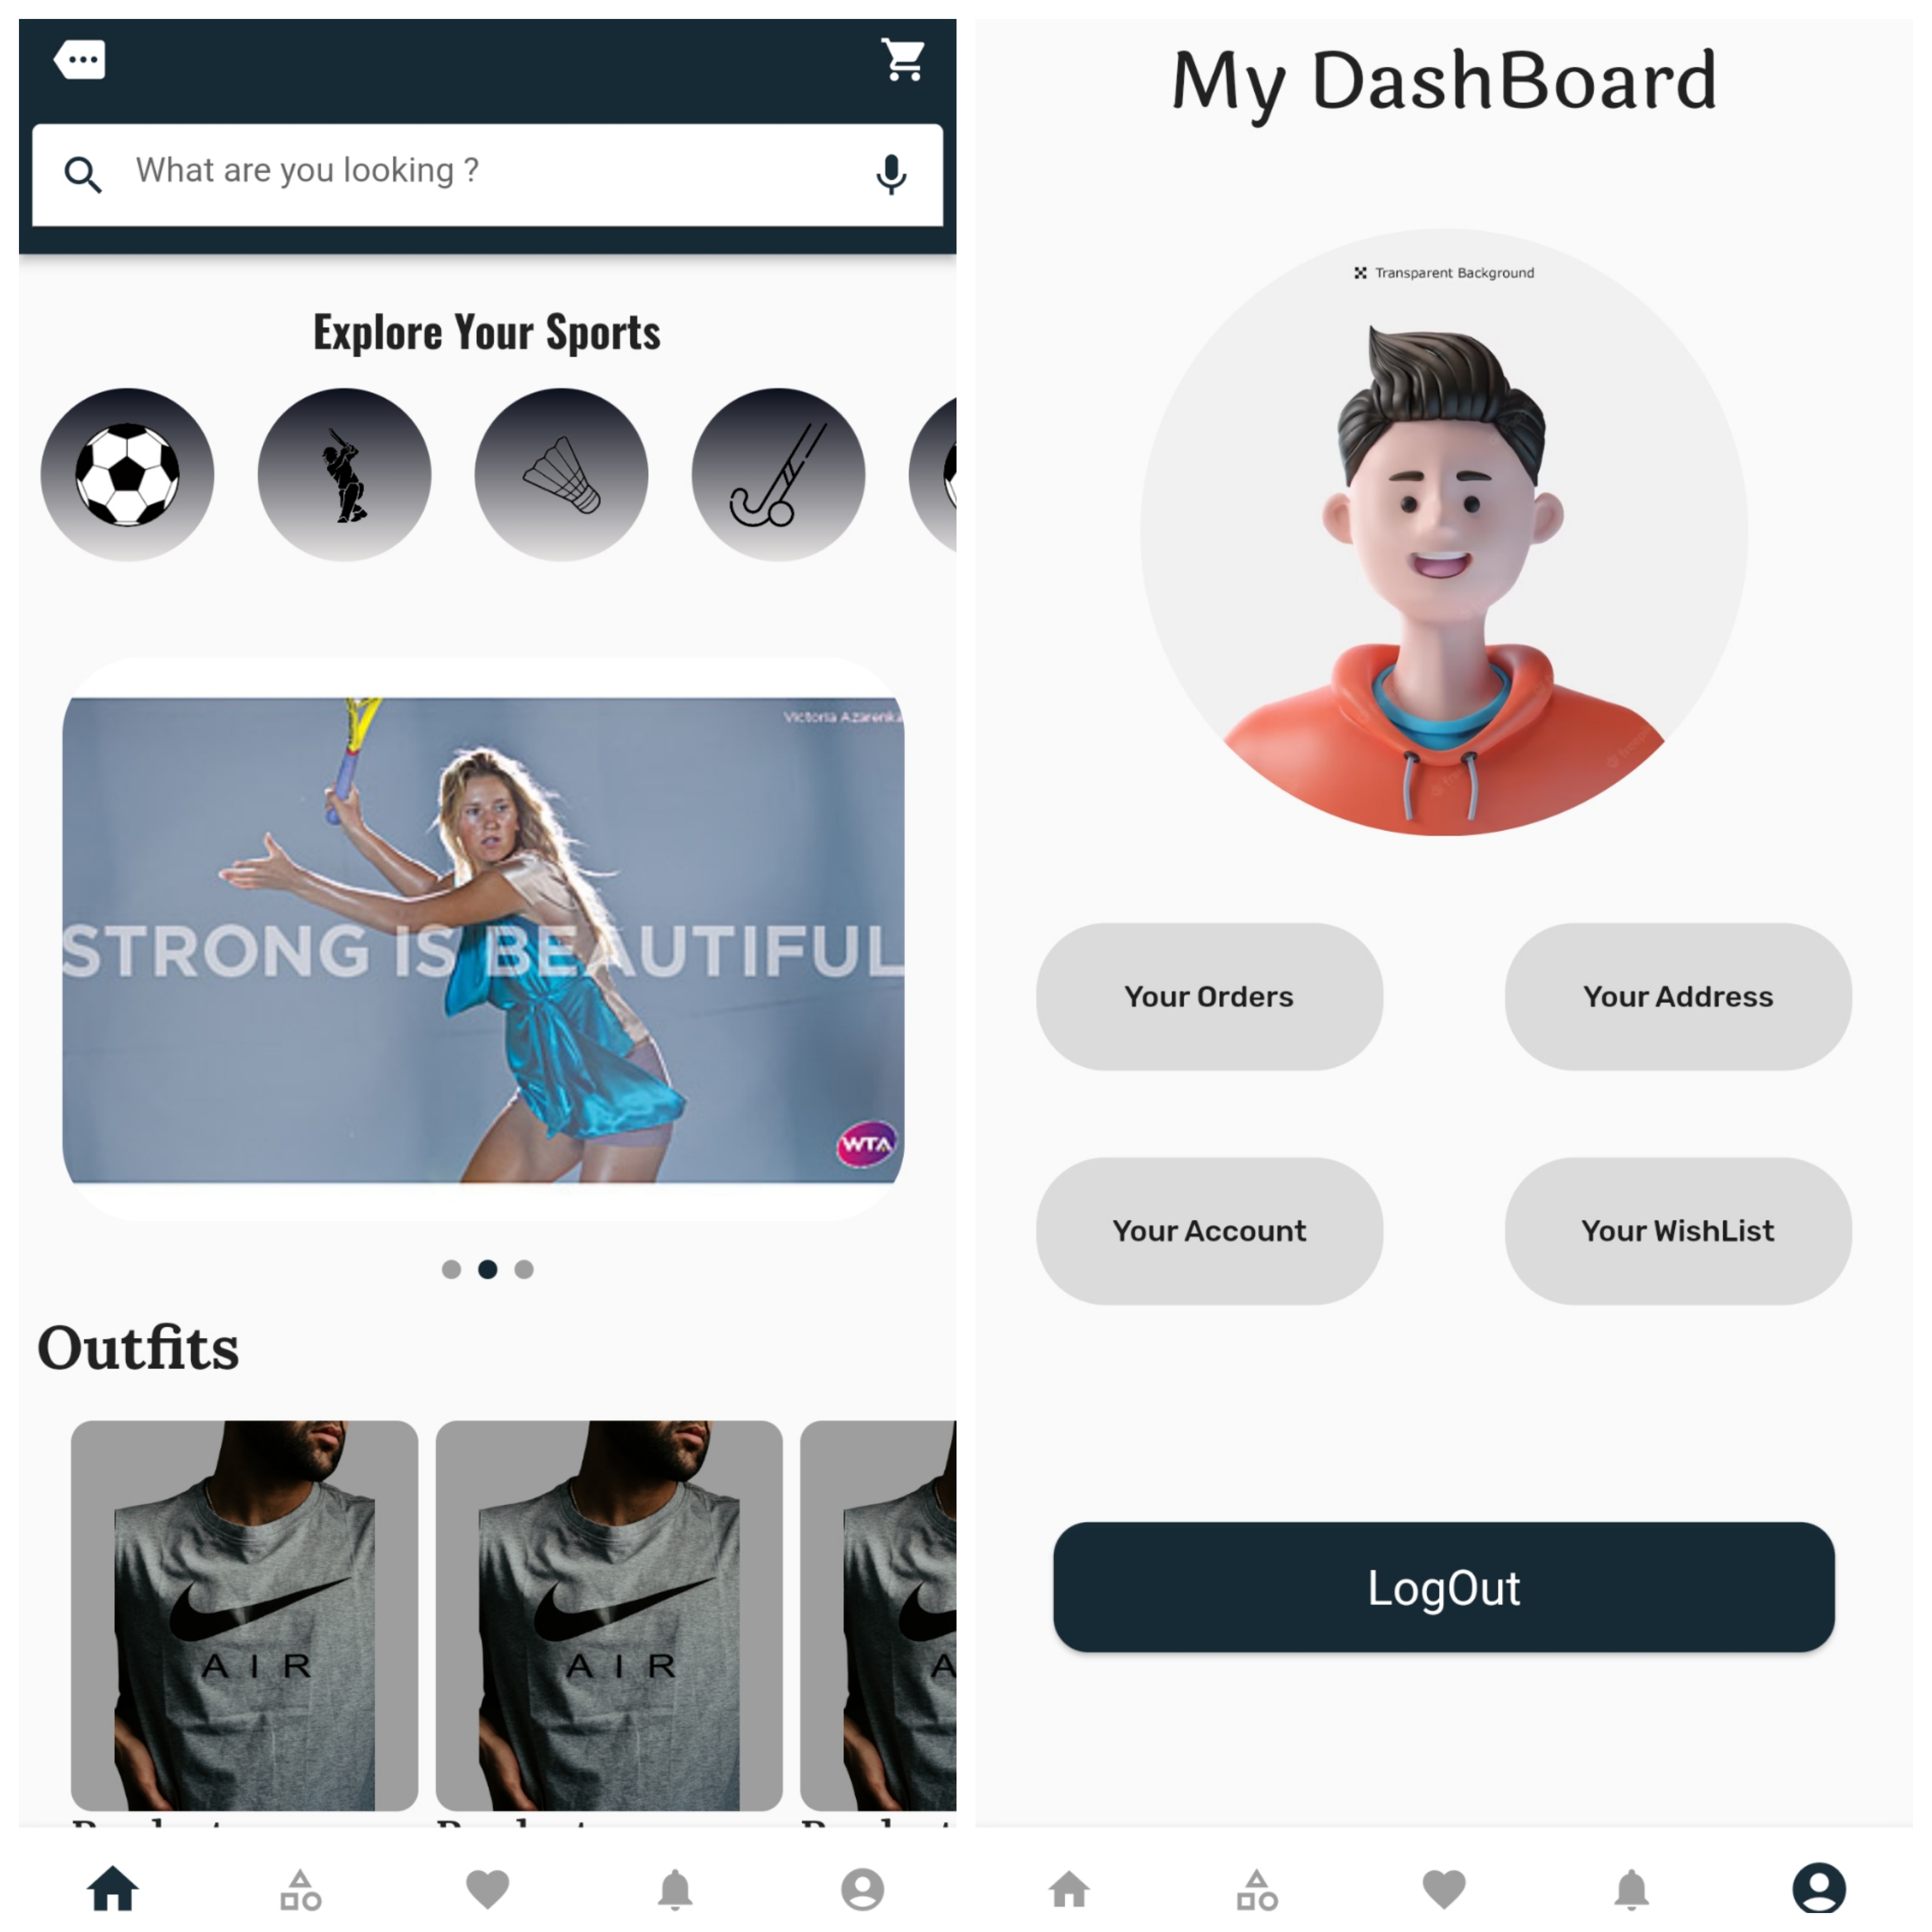 What are you looking ?
Explore Your Sports
Victoria Azarenka
STRONG IS BEAUTIFUL
WTA
Outfits
AIR
AIR
My DashBoard
Transparent Background
Your Orders
Your Address
Your Account
Your WishList
LogOut